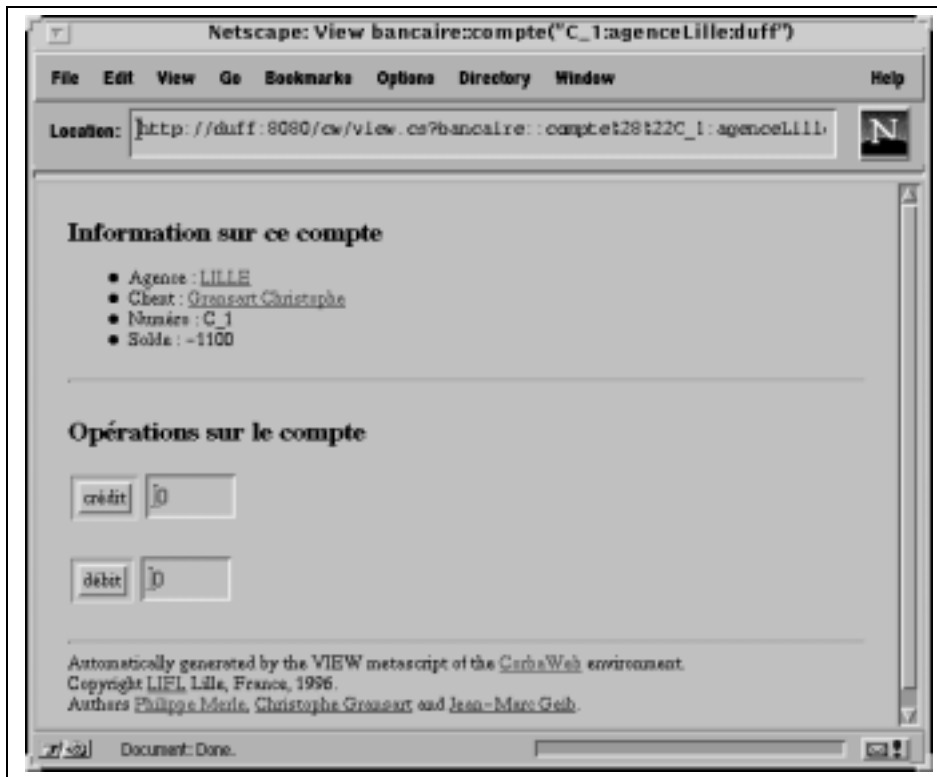 Netscape: View bancaire::compte("C_1:agenceLille:duff")
File Edit View Go Bookmarks Options Directory Window Help
Location: http://duff:8080/cw/view.cs?bancaire::compte%28%22C_1:agenceLill
N
Information sur ce compte
Agence : LILLE
Client : Gransart Christophe
Numéro : C_1
Solde : -1100
Opérations sur le compte
crédit 0
débit 0
Automatically generated by the VIEW metascript of the CorbaWeb environment.
Copyright LIFL Lille, France, 1996.
Authors Philippe Merle, Christophe Gransart and Jean-Marc Geib.
Document: Done.